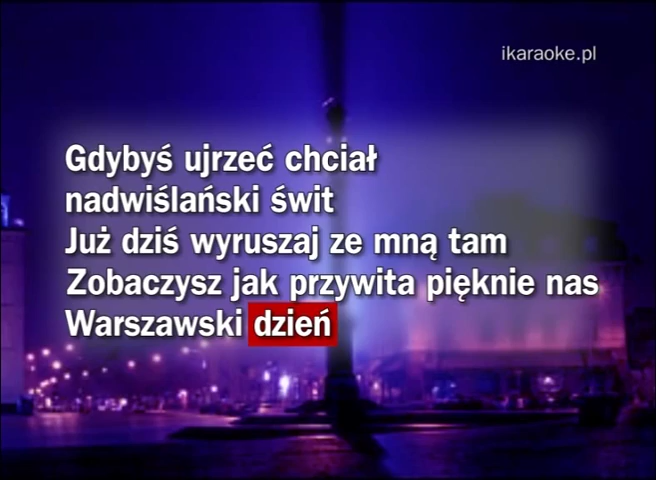 ikaraoke.pl
Gdybyś ujrzeć chciał
nadwiślański świt
Już dziś wyruszaj ze mną tam
Zobaczysz jak przywita pięknie nas
Warszawski dzień